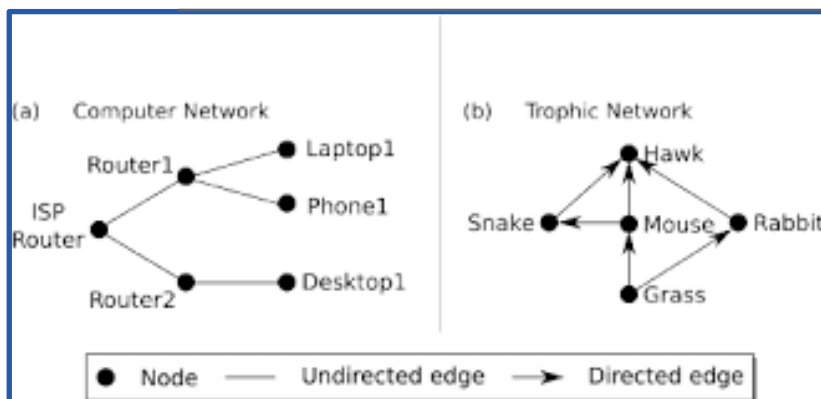 (a) Computer Network
Laptop1
Router1
Phone1
ISP
Router
Router2
Desktop1
(b) Trophic Network
Hawk
Snake
Mouse
Rabbit
Grass
Node
Undirected edge
Directed edge